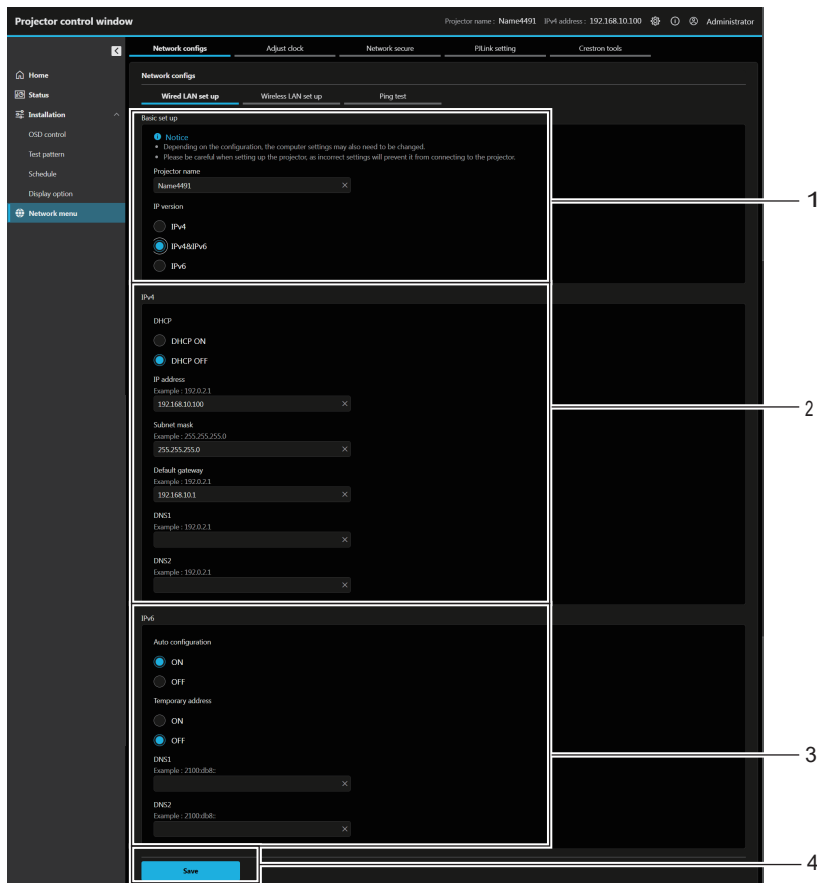 Projector control window
Projector name : Name4491 IPv4 address : 192.168.10.100 Administrator
Network configs Adjust clock Network secure PJLink setting Crestron tools
Home
Status
Installation
OSD control
Test pattern
Schedule
Display option
Network menu
Network configs
Wired LAN set up Wireless LAN set up Ping test
Basic set up
Notice
• Depending on the configuration, the computer settings may also need to be changed.
• Please be careful when setting up the projector, as incorrect settings will prevent it from connecting to the projector.
Projector name
Name4491
IP version
IPv4
IPv4&IPv6
IPv6
1
IPv4
DHCP
DHCP ON
DHCP OFF
IP address
Example : 192.0.2.1
192.168.10.100
Subnet mask
Example : 255.255.255.0
255.255.255.0
Default gateway
Example : 192.0.2.1
192.168.10.1
DNS1
Example : 192.0.2.1
DNS2
Example : 192.0.2.1
2
IPv6
Auto configuration
ON
OFF
Temporary address
ON
OFF
DNS1
Example : 2100:db8::
DNS2
Example : 2100:db8::
3
Save
4